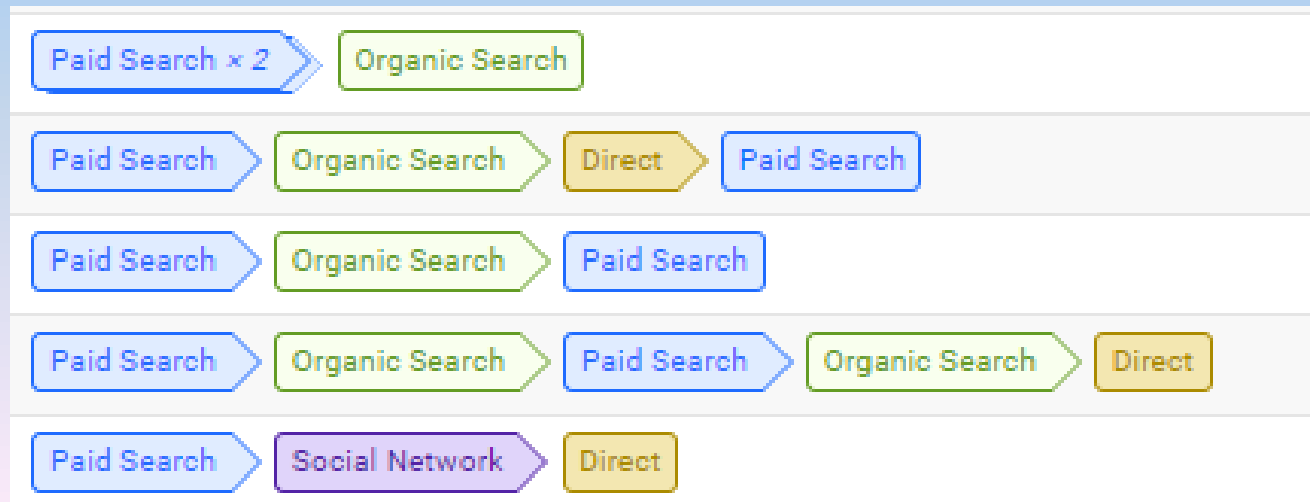 Paid Search × 2 Organic Search
Paid Search Organic Search Direct Paid Search
Paid Search Organic Search Paid Search
Paid Search Organic Search Paid Search Organic Search Direct
Paid Search Social Network Direct